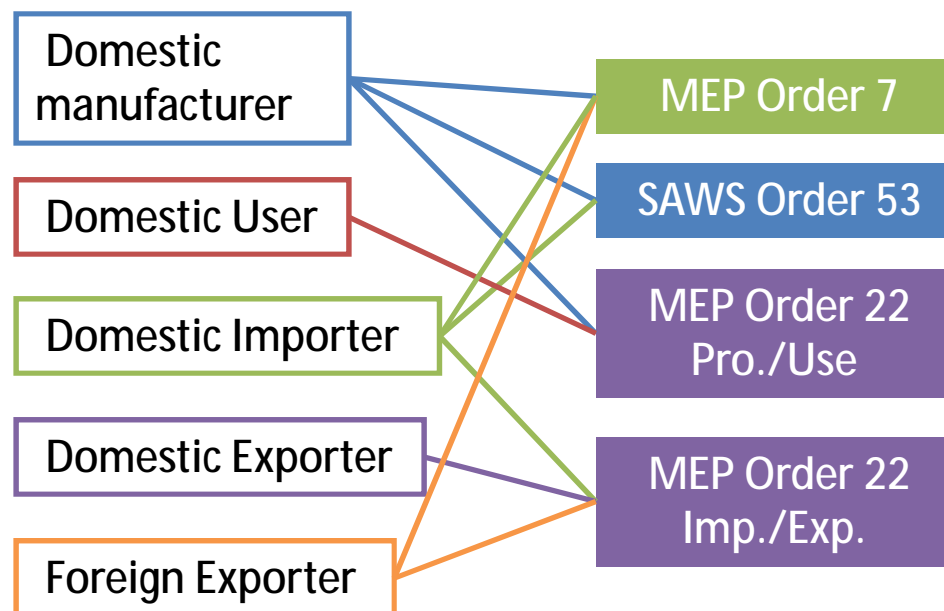 Domestic
manufacturer
Domestic User
Domestic Importer
Domestic Exporter
Foreign Exporter
MEP Order 7
SAWS Order 53
MEP Order 22
Pro./Use
MEP Order 22
Imp./Exp.